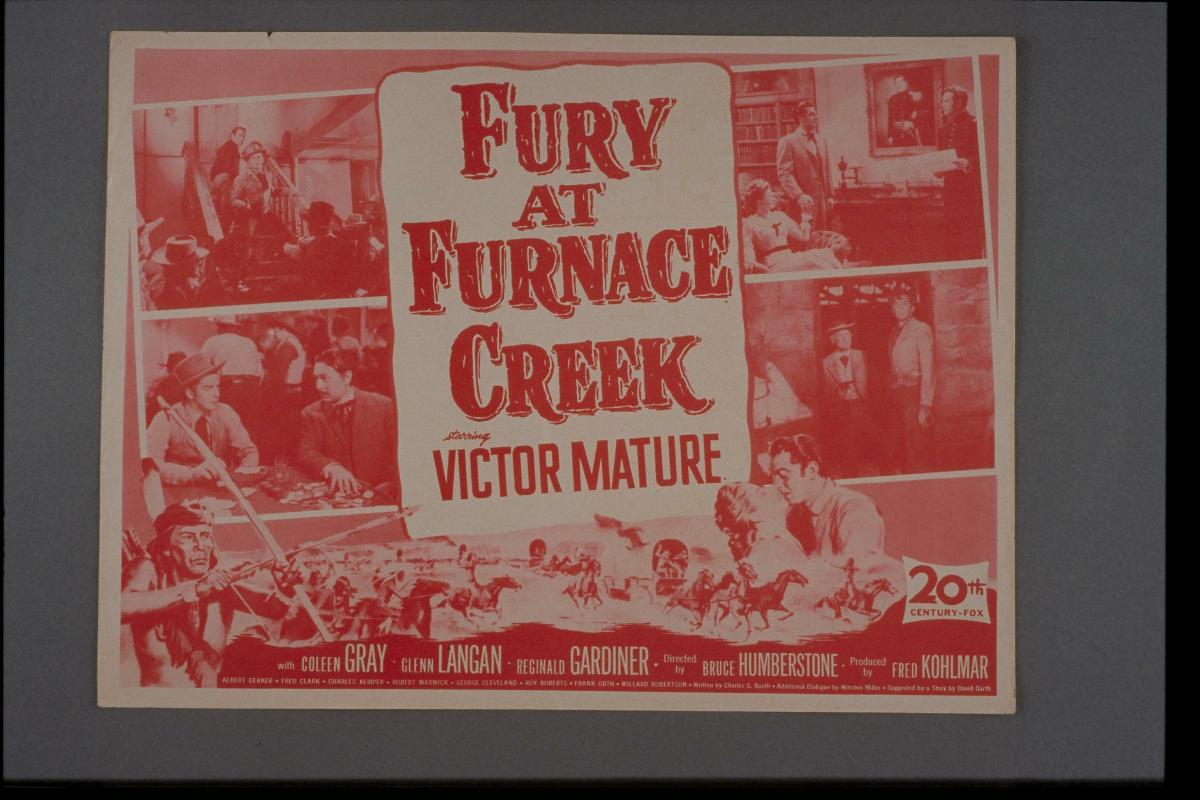 FURY
AT
FURNACE
CREEK
starring
VICTOR MATURE
20th
CENTURY-FOX
with COLEEN GRAY · GLENN LANGAN · REGINALD GARDINER · Directed by BRUCE HUMBERSTONE · Produced by FRED KOHLMAR
ALBERT DEKKER • FRED CLARK • CHARLES KEMPER • ROBERT WARWICK • GEORGE CLEVELAND • ROY ROBERTS • FRANK ORTH • WILLARD ROBERTSON • Written by Charles G. Booth • Additional Dialogue by Winston Miller • Suggested by a Story by David Garth